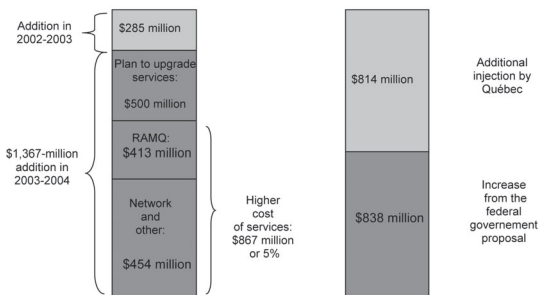 Addition in
2002-2003
$285 million
Plan to upgrade
services:
$500 million
$1,367-million
addition in
2003-2004
RAMQ:
$413 million
Network
and
other:
$454 million
Higher
cost
of services:
$867 million
or 5%
$814 million
Additional
injection by
Québec
$838 million
Increase
from the
federal
governement
proposal